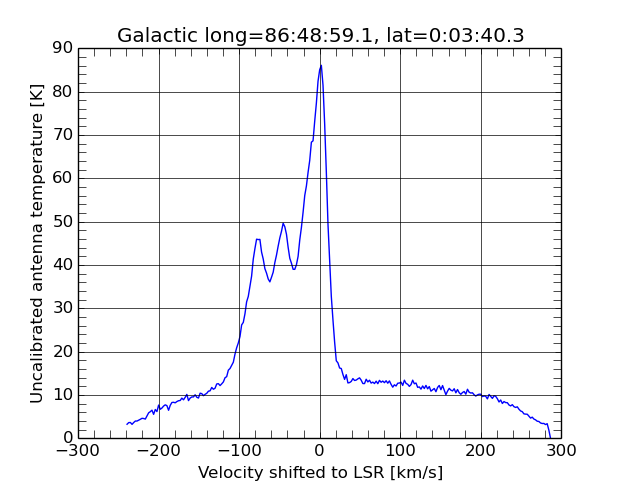 Galactic long=86:48:59.1, lat=0:03:40.3
Uncalibrated antenna temperature [K]
90
80
70
60
50
40
30
20
10
0
−300 −200 −100 0 100 200 300
Velocity shifted to LSR [km/s]